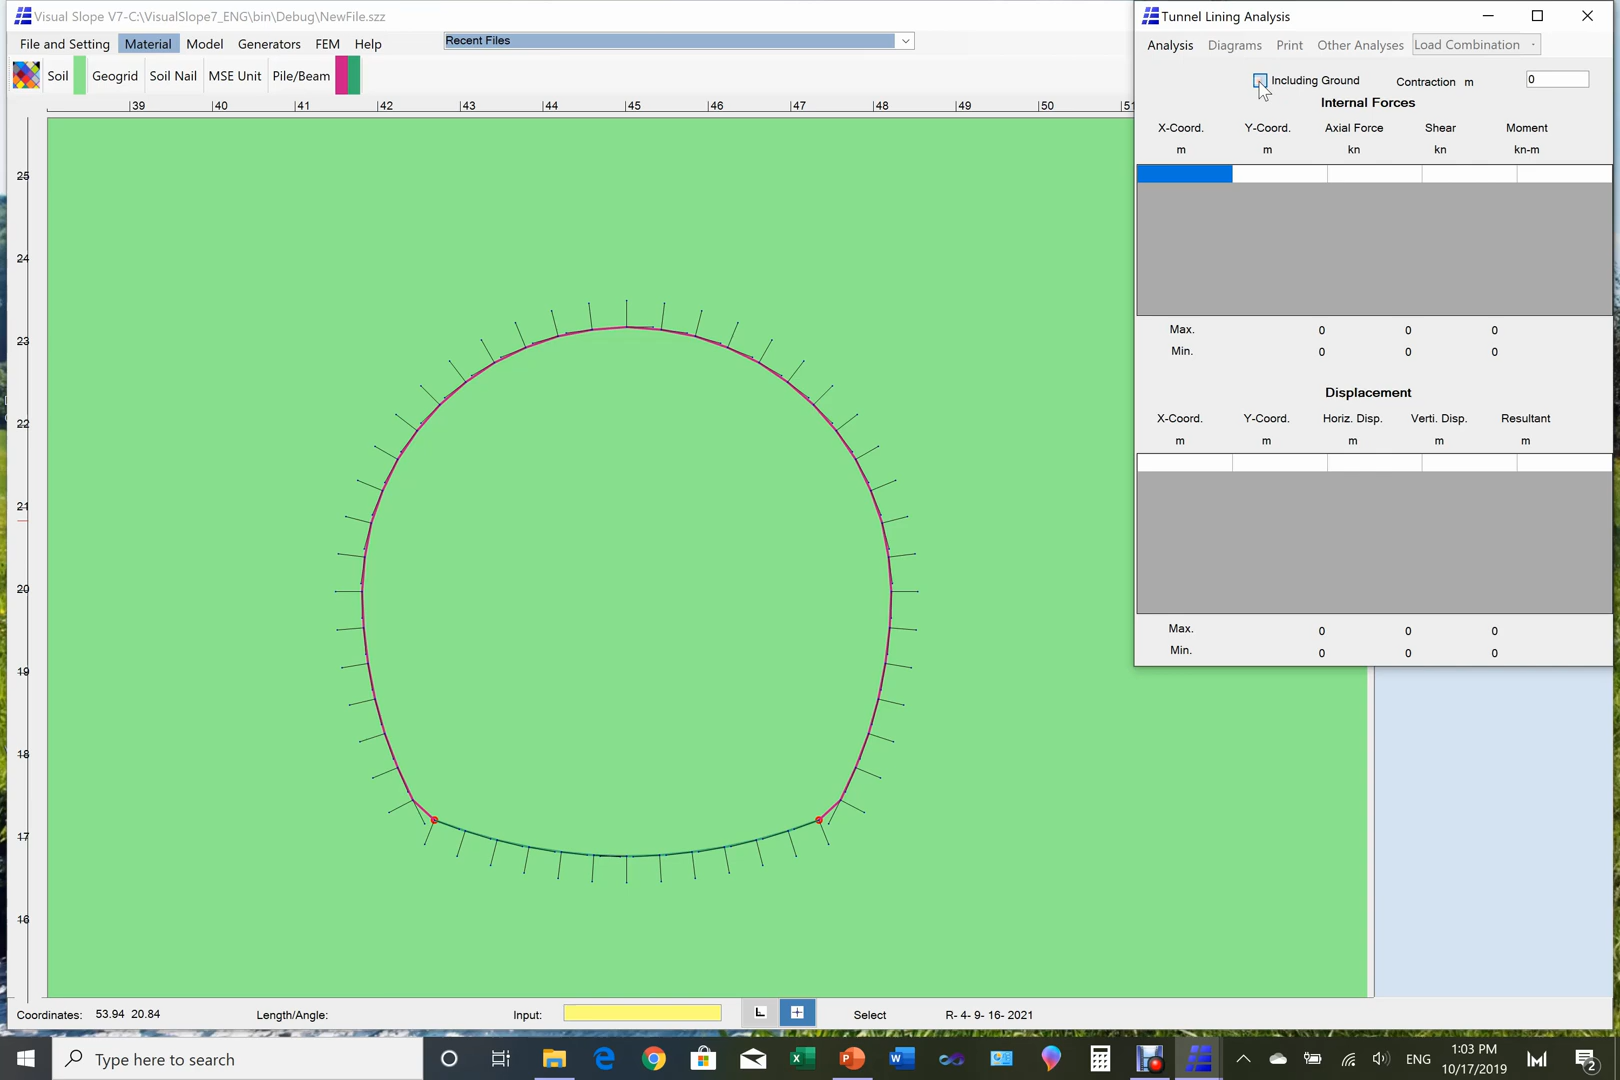 Visual Slope V7-C:\VisualSlope7_ENG\bin\Debug\NewFile.szz
File and Setting Material Model Generators FEM Help
Recent Files
Soil Geogrid Soil Nail MSE Unit Pile/Beam
39 40 41 42 43 44 45 46 47 48 49 50 51
25
24
23
22
21
20
19
18
17
16
Tunnel Lining Analysis
Analysis Diagrams Print Other Analyses Load Combination
Including Ground Contraction m 0
Internal Forces
X-Coord. Y-Coord. Axial Force Shear Moment
m m kn kn kn-m
Max. 0 0 0
Min. 0 0 0
Displacement
X-Coord. Y-Coord. Horiz. Disp. Verti. Disp. Resultant
m m m m m
Max. 0 0 0
Min. 0 0 0
Coordinates: 53.94 20.84 Length/Angle: Input: L Select R- 4- 9- 16- 2021
Type here to search
ENG
1:03 PM
10/17/2019
2